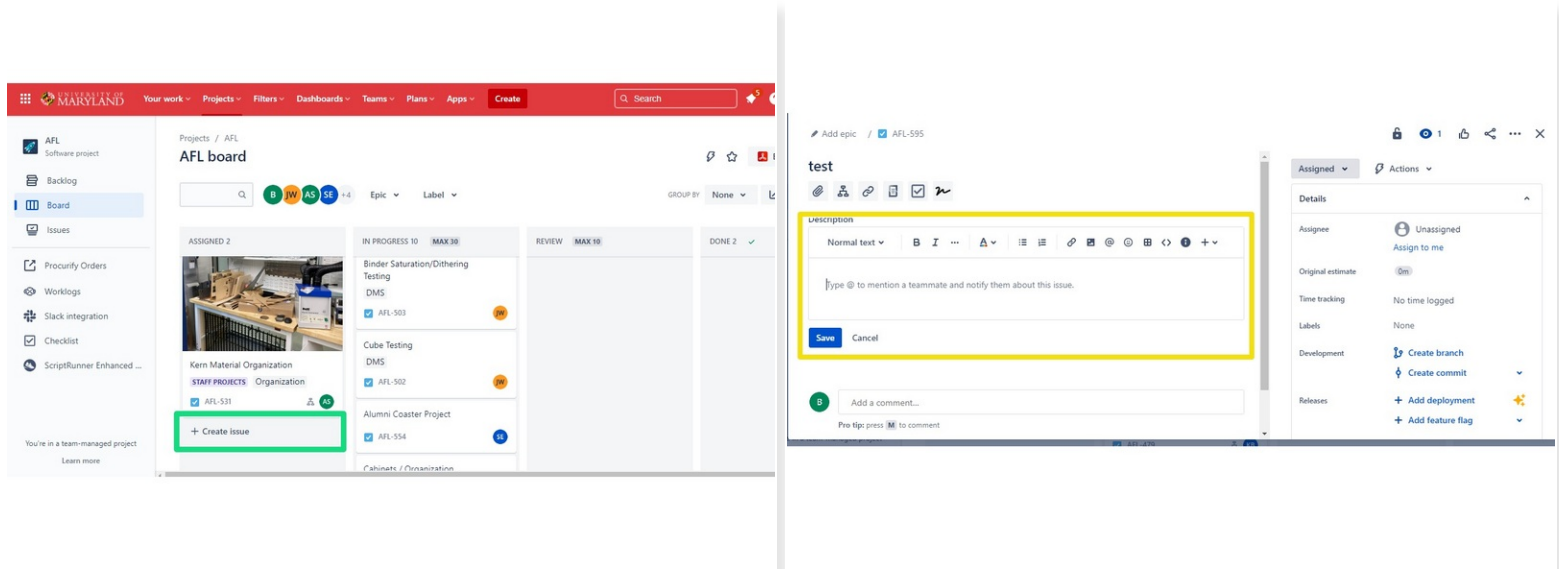 UNIVERSITY OF
MARYLAND
Your work Projects Filters Dashboards Teams Plans Apps Create
Search
5
AFL
Software project
Backlog
Board
Issues
Procurify Orders
Worklogs
Slack integration
Checklist
ScriptRunner Enhanced ...
You're in a team-managed project
Learn more
Projects / AFL
AFL board
B JW AS SE +4 Epic Label
GROUP BY None
ASSIGNED 2
Kern Material Organization
STAFF PROJECTS Organization
AFL-531 AS
+ Create issue
IN PROGRESS 10 MAX 30
Binder Saturation/Dithering
Testing
DMS
AFL-503 JW
Cube Testing
DMS
AFL-502 JW
Alumni Coaster Project
AFL-554 SE
Cabinets / Organization
REVIEW MAX 10
DONE 2
Add epic / AFL-595
1
test
Description
Normal text B I ... A
Type @ to mention a teammate and notify them about this issue.
Save Cancel
B Add a comment...
Pro tip: press M to comment
Assigned Actions
Details
Assignee Unassigned
Assign to me
Original estimate 0m
Time tracking No time logged
Labels None
Development Create branch
Create commit
Releases + Add deployment
+ Add feature flag